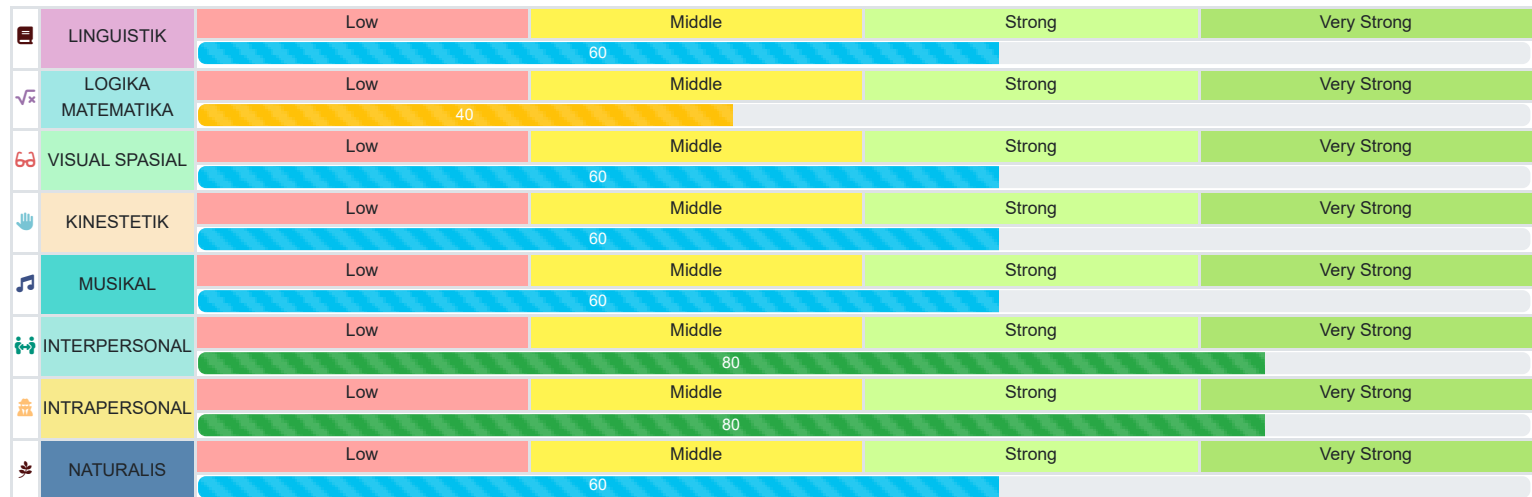 LINGUISTIK
Low Middle Strong Very Strong
60
LOGIKA MATEMATIKA
Low Middle Strong Very Strong
40
VISUAL SPASIAL
Low Middle Strong Very Strong
60
KINESTETIK
Low Middle Strong Very Strong
60
MUSIKAL
Low Middle Strong Very Strong
60
INTERPERSONAL
Low Middle Strong Very Strong
80
INTRAPERSONAL
Low Middle Strong Very Strong
80
NATURALIS
Low Middle Strong Very Strong
60